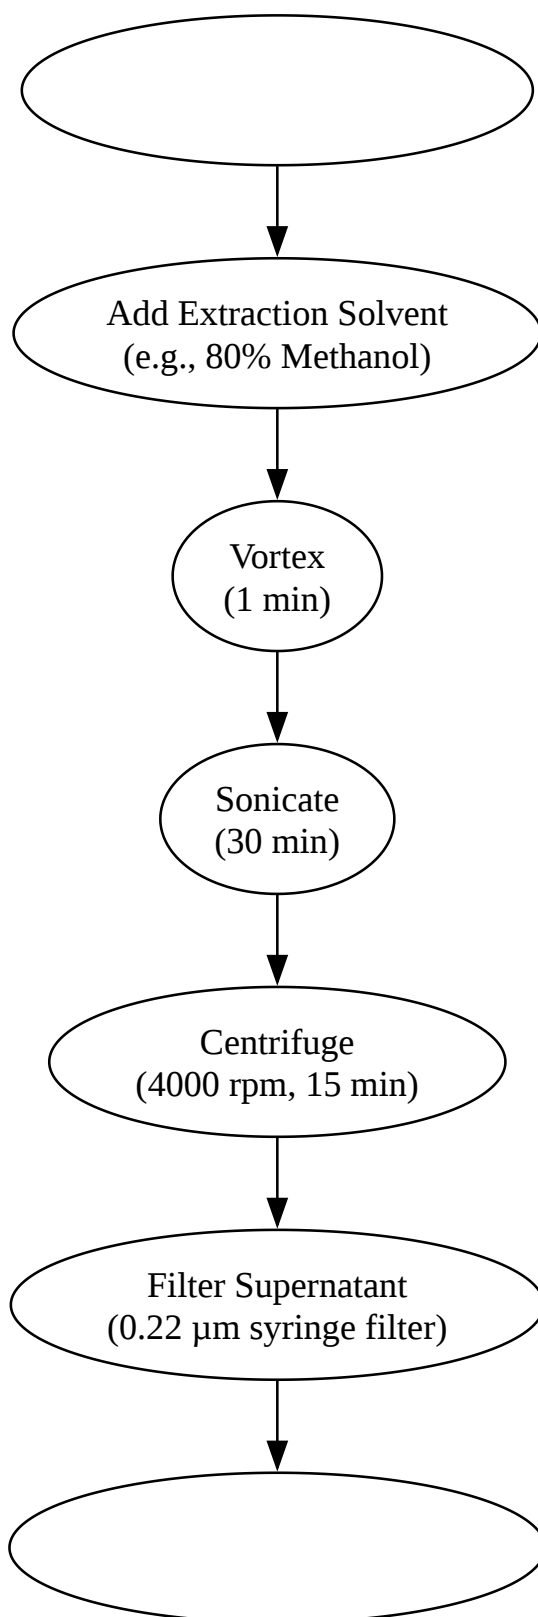 Add Extraction Solvent
(e.g., 80% Methanol)
Vortex
(1 min)
Sonicate
(30 min)
Centrifuge
(4000 rpm, 15 min)
Filter Supernatant
(0.22 µm syringe filter)